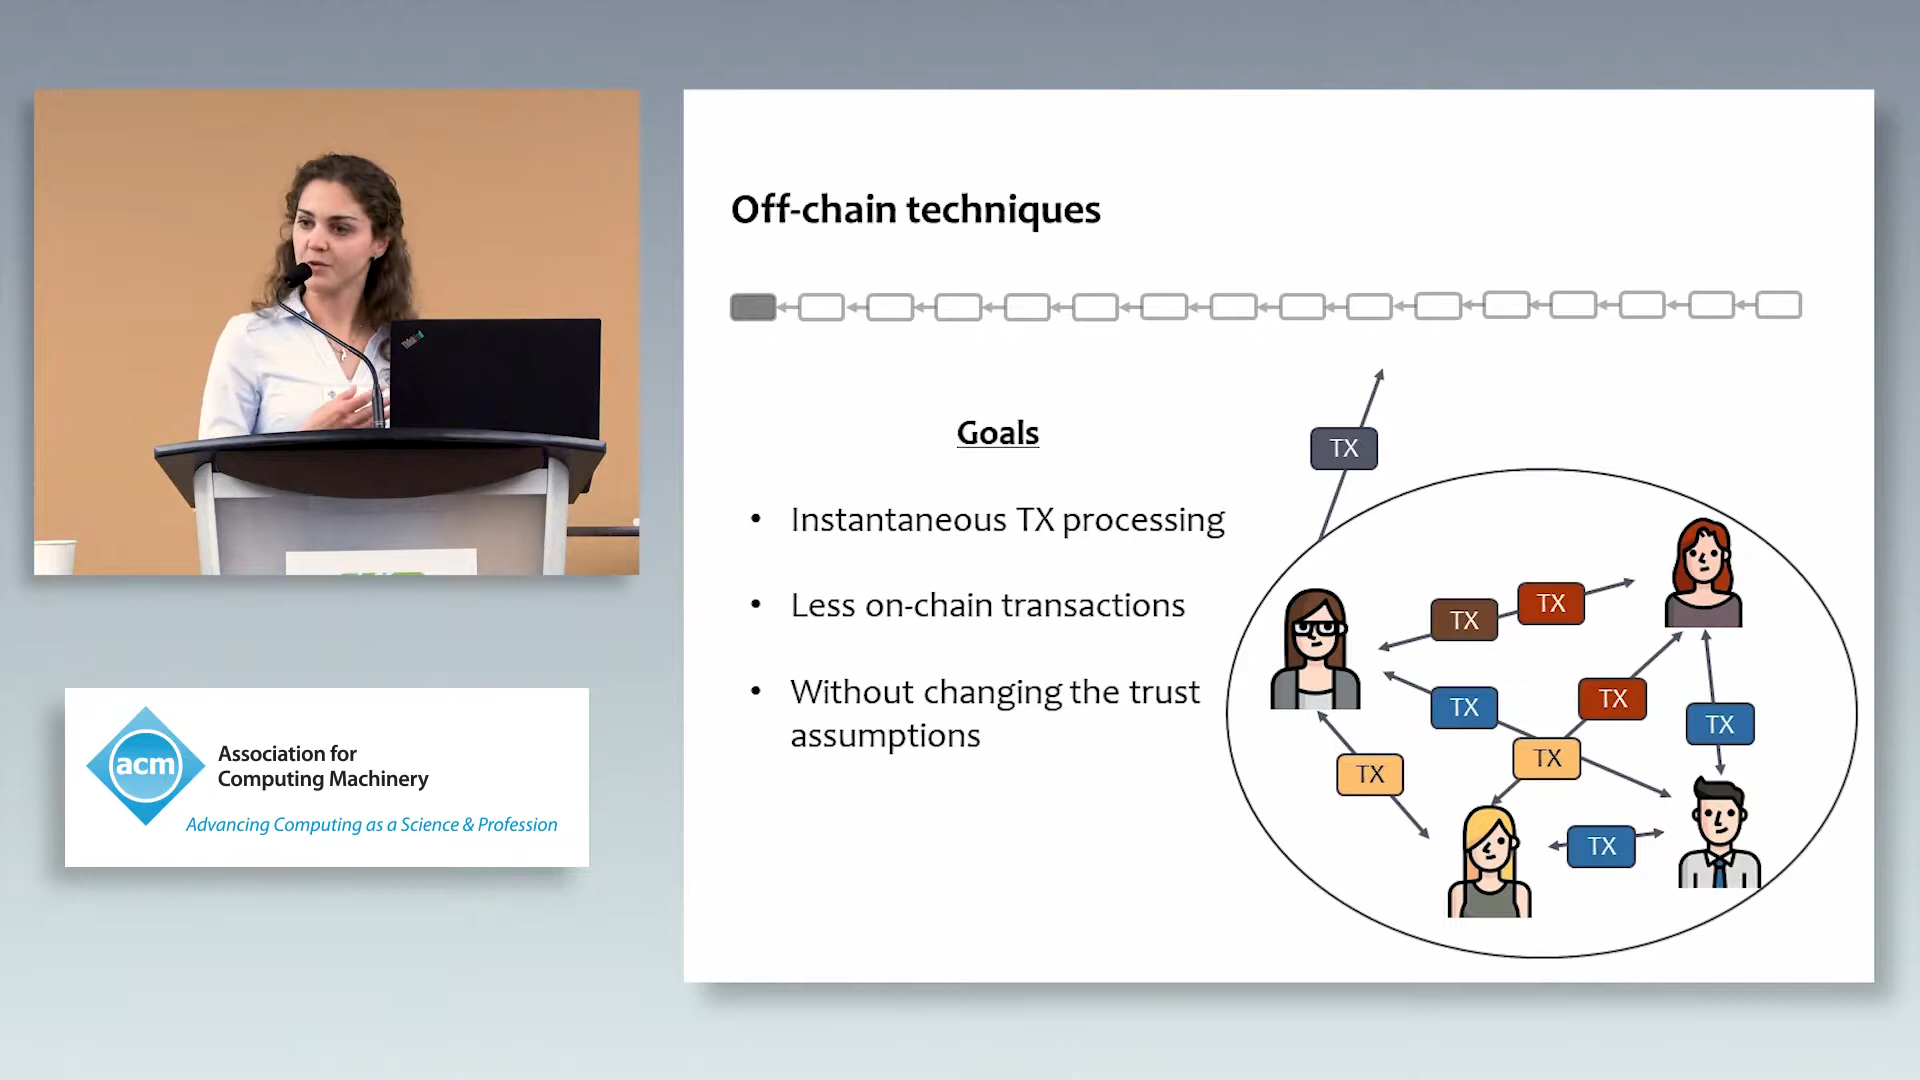 ThinkPad
Off-chain techniques
Goals
• Instantaneous TX processing
• Less on-chain transactions
• Without changing the trust
assumptions
TX
TX
TX
TX
TX
TX
TX
TX
TX
acm
Association for
Computing Machinery
Advancing Computing as a Science & Profession